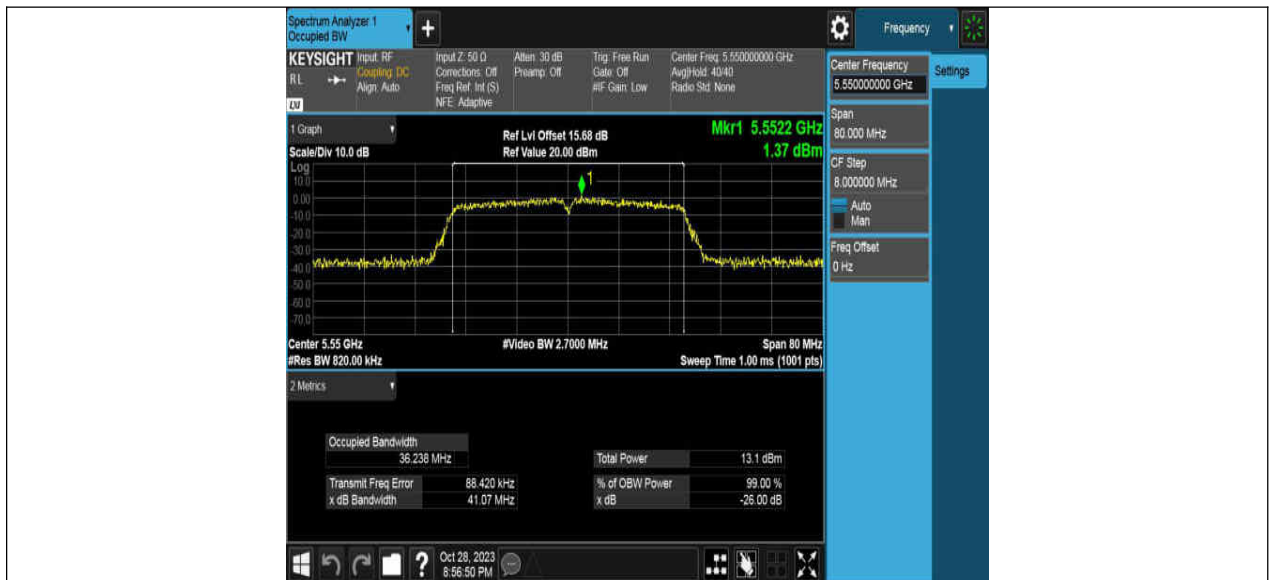 Spectrum Analyzer 1
Occupied BW
Frequency
KEYSIGHT
RL
LXI
Input: RF
Coupling: DC
Align: Auto
Input Z: 50 Ω
Corrections: Off
Freq Ref: Int (S)
NFE: Adaptive
Atten: 30 dB
Preamp: Off
Trig: Free Run
Gate: Off
#IF Gain: Low
Center Freq: 5.550000000 GHz
Avg|Hold: 40/40
Radio Std: None
Center Frequency
5.550000000 GHz
Settings
Span
80.000 MHz
CF Step
8.000000 MHz
Auto
Man
Freq Offset
0 Hz
1 Graph
Scale/Div 10.0 dB
Ref Lvl Offset 15.68 dB
Ref Value 20.00 dBm
Mkr1 5.5522 GHz
1.37 dBm
Log
10.0
0.00
-10.0
-20.0
-30.0
-40.0
-50.0
-60.0
-70.0
1
Center 5.55 GHz
#Res BW 820.00 kHz
#Video BW 2.7000 MHz
Span 80 MHz
Sweep Time 1.00 ms (1001 pts)
2 Metrics
Occupied Bandwidth
36.238 MHz
Total Power 13.1 dBm
Transmit Freq Error 88.420 kHz
% of OBW Power 99.00 %
x dB Bandwidth 41.07 MHz
x dB -26.00 dB
?
Oct 28, 2023
8:56:50 PM